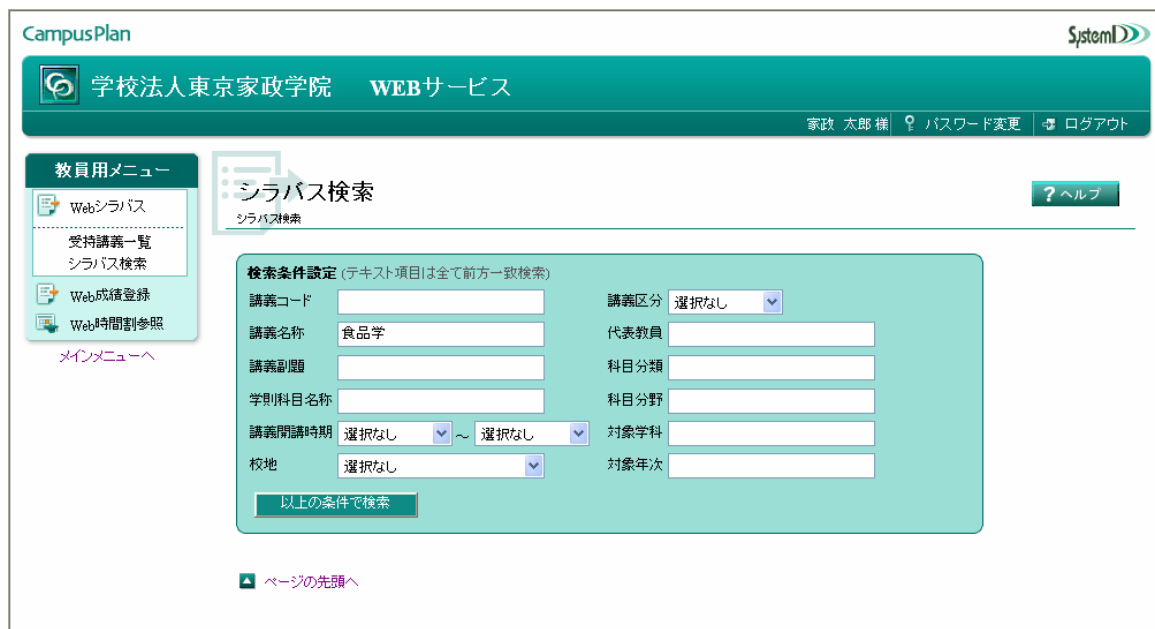 CampusPlan
SystemD
学校法人東京家政学院 WEBサービス
家政 太郎 様 パスワード変更 ログアウト
教員用メニュー
Webシラバス
受持講義一覧
シラバス検索
Web成績登録
Web時間割参照
メインメニューへ
シラバス検索
シラバス検索
? ヘルプ
検索条件設定 (テキスト項目は全て前方一致検索)
講義コード 講義区分 選択なし
講義名称 食品学 代表教員
講義副題 科目分類
学則科目名称 科目分野
講義開講時期 選択なし ～ 選択なし 対象学科
校地 選択なし 対象年次
以上の条件で検索
ページの先頭へ